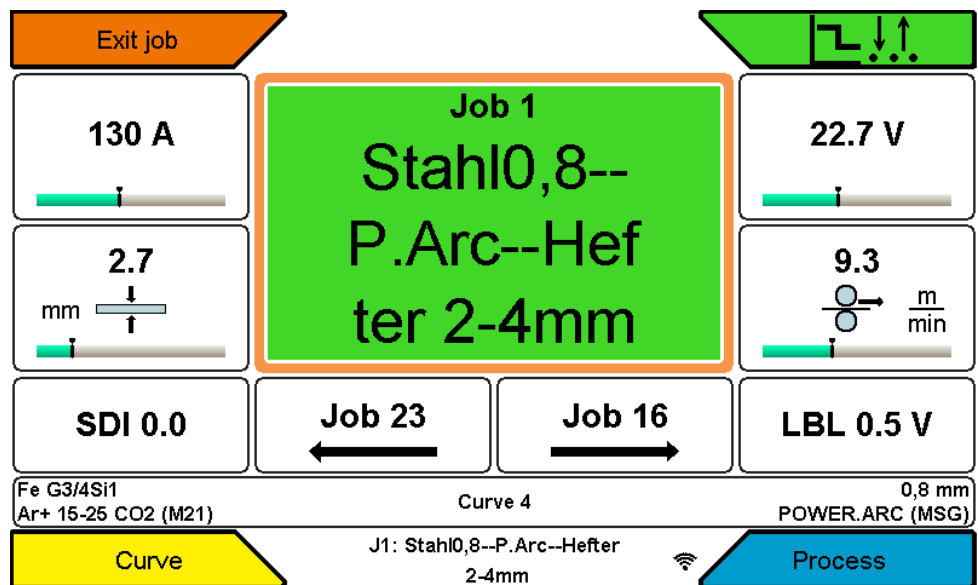 Exit job
130 A
Job 1
Stahl0,8--
P.Arc--Hef
ter 2-4mm
22.7 V
2.7
mm
9.3
m
min
SDI 0.0
Job 23
Job 16
LBL 0.5 V
Fe G3/4Si1
Ar+ 15-25 CO2 (M21)
Curve 4
0,8 mm
POWER.ARC (MSG)
Curve
J1: Stahl0,8--P.Arc--Hefter
2-4mm
Process